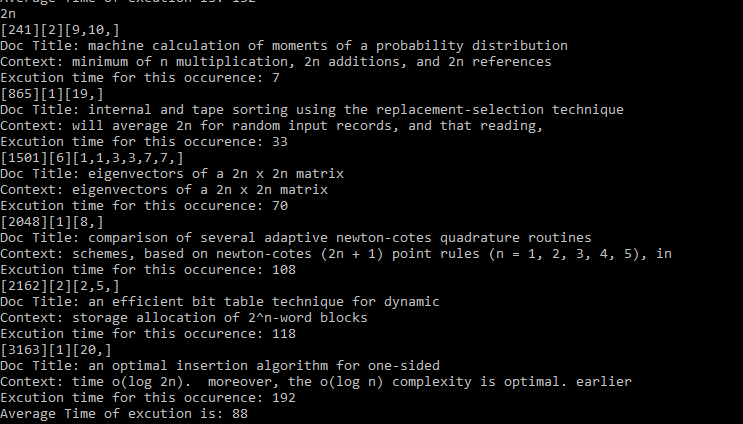 Average Time of excution is: 132
2n
[241][2][9,10,]
Doc Title: machine calculation of moments of a probability distribution
Context: minimum of n multiplication, 2n additions, and 2n references
Excution time for this occurence: 7
[865][1][19,]
Doc Title: internal and tape sorting using the replacement-selection technique
Context: will average 2n for random input records, and that reading,
Excution time for this occurence: 33
[1501][6][1,1,3,3,7,7,]
Doc Title: eigenvectors of a 2n x 2n matrix
Context: eigenvectors of a 2n x 2n matrix
Excution time for this occurence: 70
[2048][1][8,]
Doc Title: comparison of several adaptive newton-cotes quadrature routines
Context: schemes, based on newton-cotes (2n + 1) point rules (n = 1, 2, 3, 4, 5), in
Excution time for this occurence: 108
[2162][2][2,5,]
Doc Title: an efficient bit table technique for dynamic
Context: storage allocation of 2^n-word blocks
Excution time for this occurence: 118
[3163][1][20,]
Doc Title: an optimal insertion algorithm for one-sided
Context: time o(log 2n).  moreover, the o(log n) complexity is optimal. earlier
Excution time for this occurence: 192
Average Time of excution is: 88